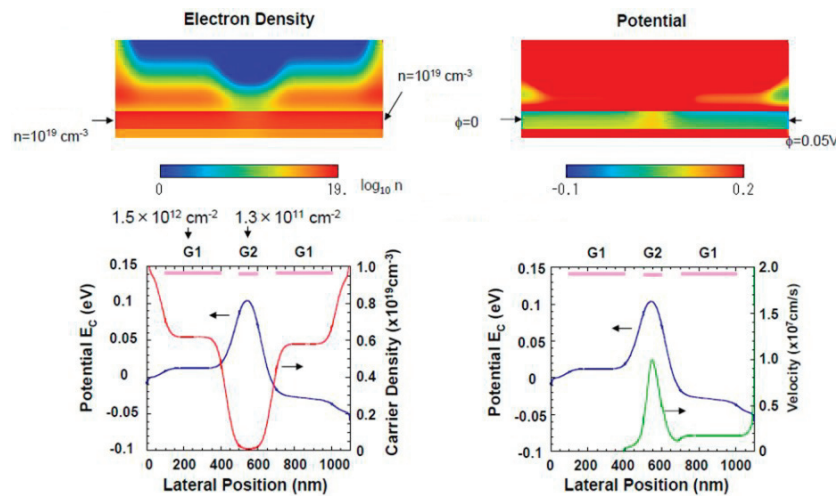 Electron Density
Potential
n=10¹⁹ cm⁻³
n=10¹⁹ cm⁻³
ϕ=0
ϕ=0.05V
0
19.
log₁₀ n
-0.1
0.2
1.5 × 10¹² cm⁻²
1.3 × 10¹¹ cm⁻²
G1
G2
G1
0.15
0.1
0.05
0
-0.05
-0.1
Potential E_C (eV)
1.0
0.8
0.6
0.4
0.2
0
Carrier Density (x10¹⁹cm⁻³)
0 200 400 600 800 1000
Lateral Position (nm)
G1
G2
G1
0.15
0.1
0.05
0
-0.05
-0.1
Potential E_C (eV)
2.0
1.5
1.0
0.5
0
Velocity (x10⁷cm/s)
0 200 400 600 800 1000
Lateral Position (nm)